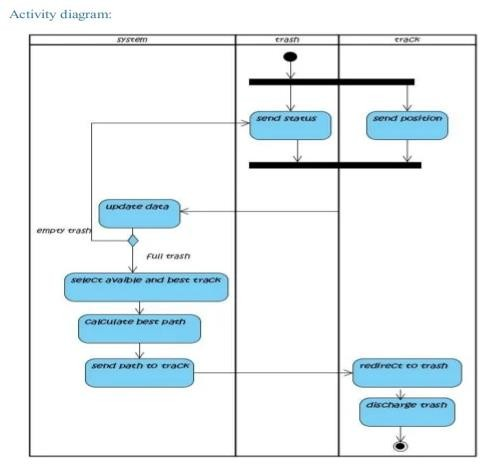 Activity diagram:
system
trash
track
send status
send position
update data
empty trash
full trash
select avaible and best track
calculate best path
send path to track
redirect to trash
discharge trash